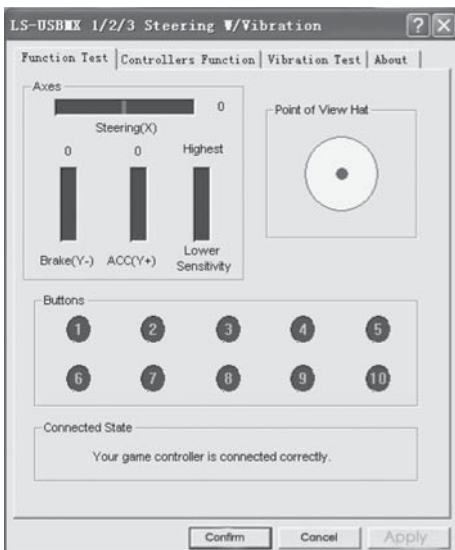 LS-USBMX 1/2/3 Steering W/Vibration ? X
Function Test Controllers Function Vibration Test About
Axes
0
Steering(X)
Point of View Hat
0 0 Highest
Brake(Y-) ACC(Y+) Lower
Sensitivity
Buttons
1 2 3 4 5
6 7 8 9 10
Connected State
Your game controller is connected correctly.
Confirm Cancel Apply